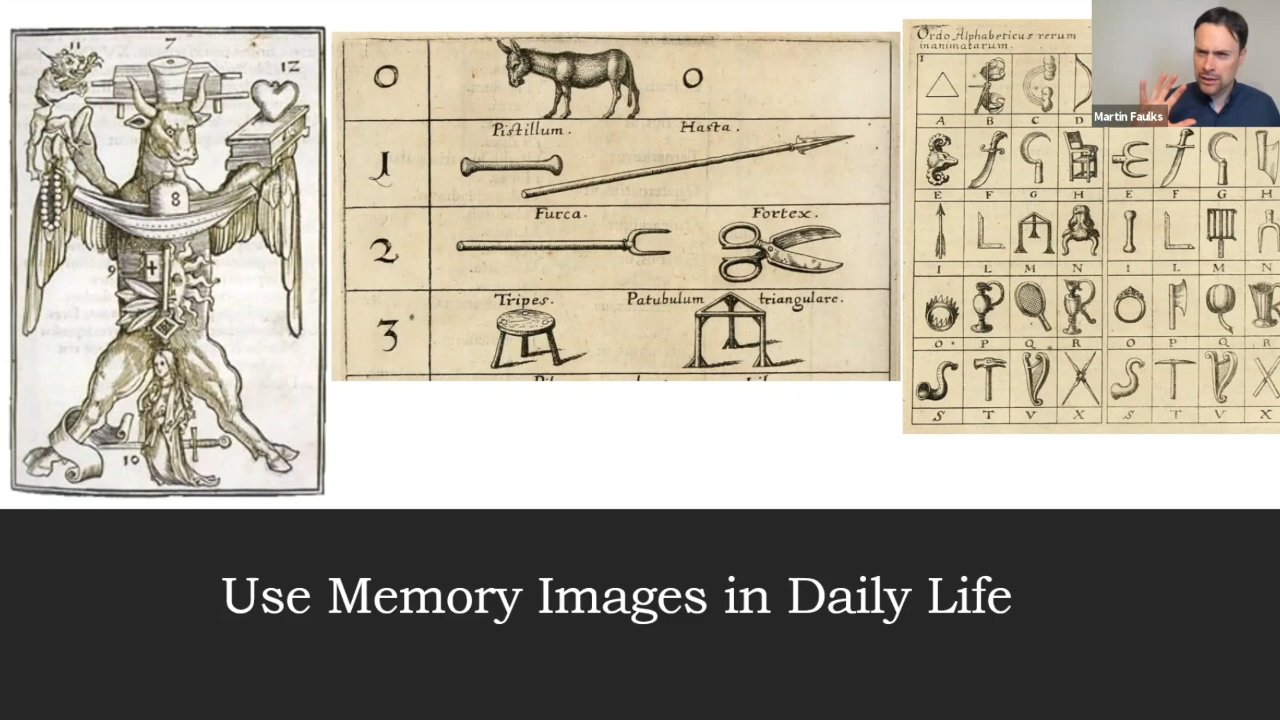 11
7
12
8
9
10
0
0
Pistillum. Hasta.
1
Furca. Fortex.
2
Tripes. Patubulum triangulare.
3
Ordo Alphabeticus rerum
inanimatarum.
1
A B C D
E F G H E F G H
I L M N I L M N
O P Q R O P Q R
S T V X S T V X
Martin Faulks
Use Memory Images in Daily Life